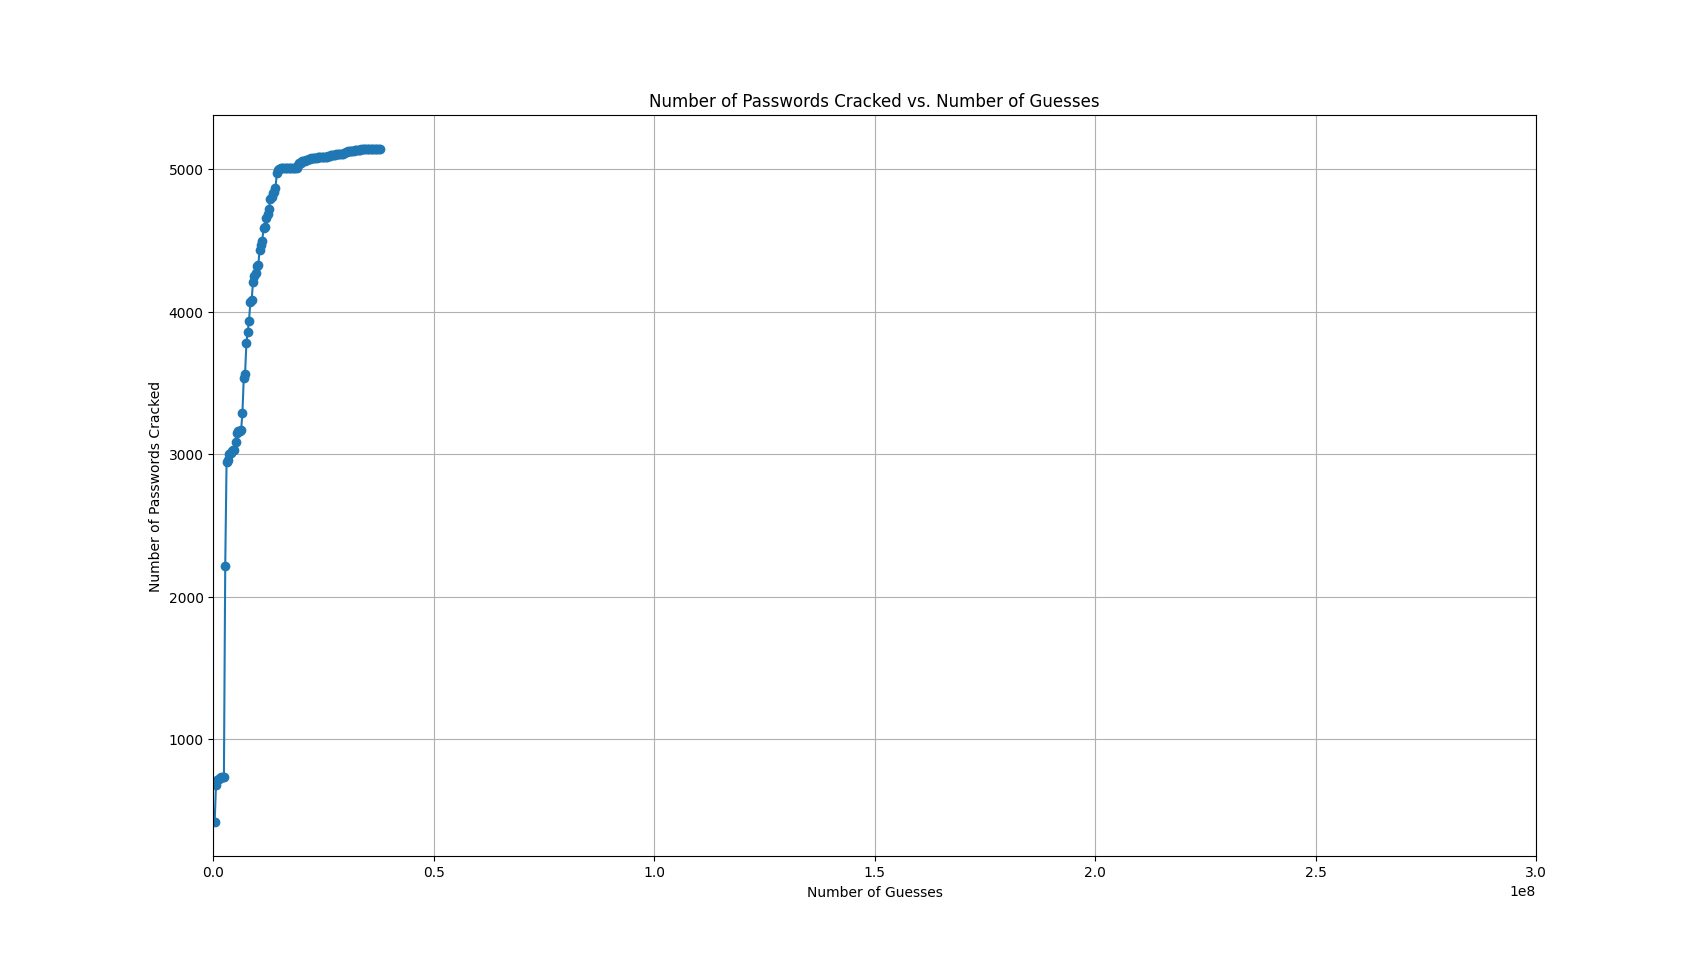 Number of Passwords Cracked vs. Number of Guesses
Number of Passwords Cracked
5000
4000
3000
2000
1000
0.0 0.5 1.0 1.5 2.0 2.5 3.0
1e8
Number of Guesses